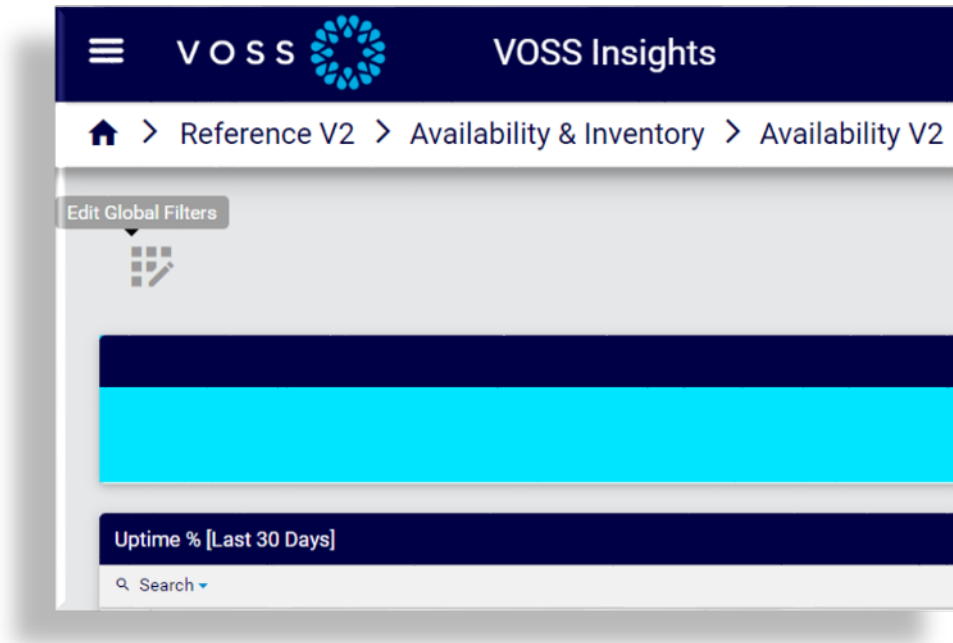 VOSS VOSS Insights
Reference V2 > Availability & Inventory > Availability V2
Edit Global Filters
Uptime % [Last 30 Days]
Search